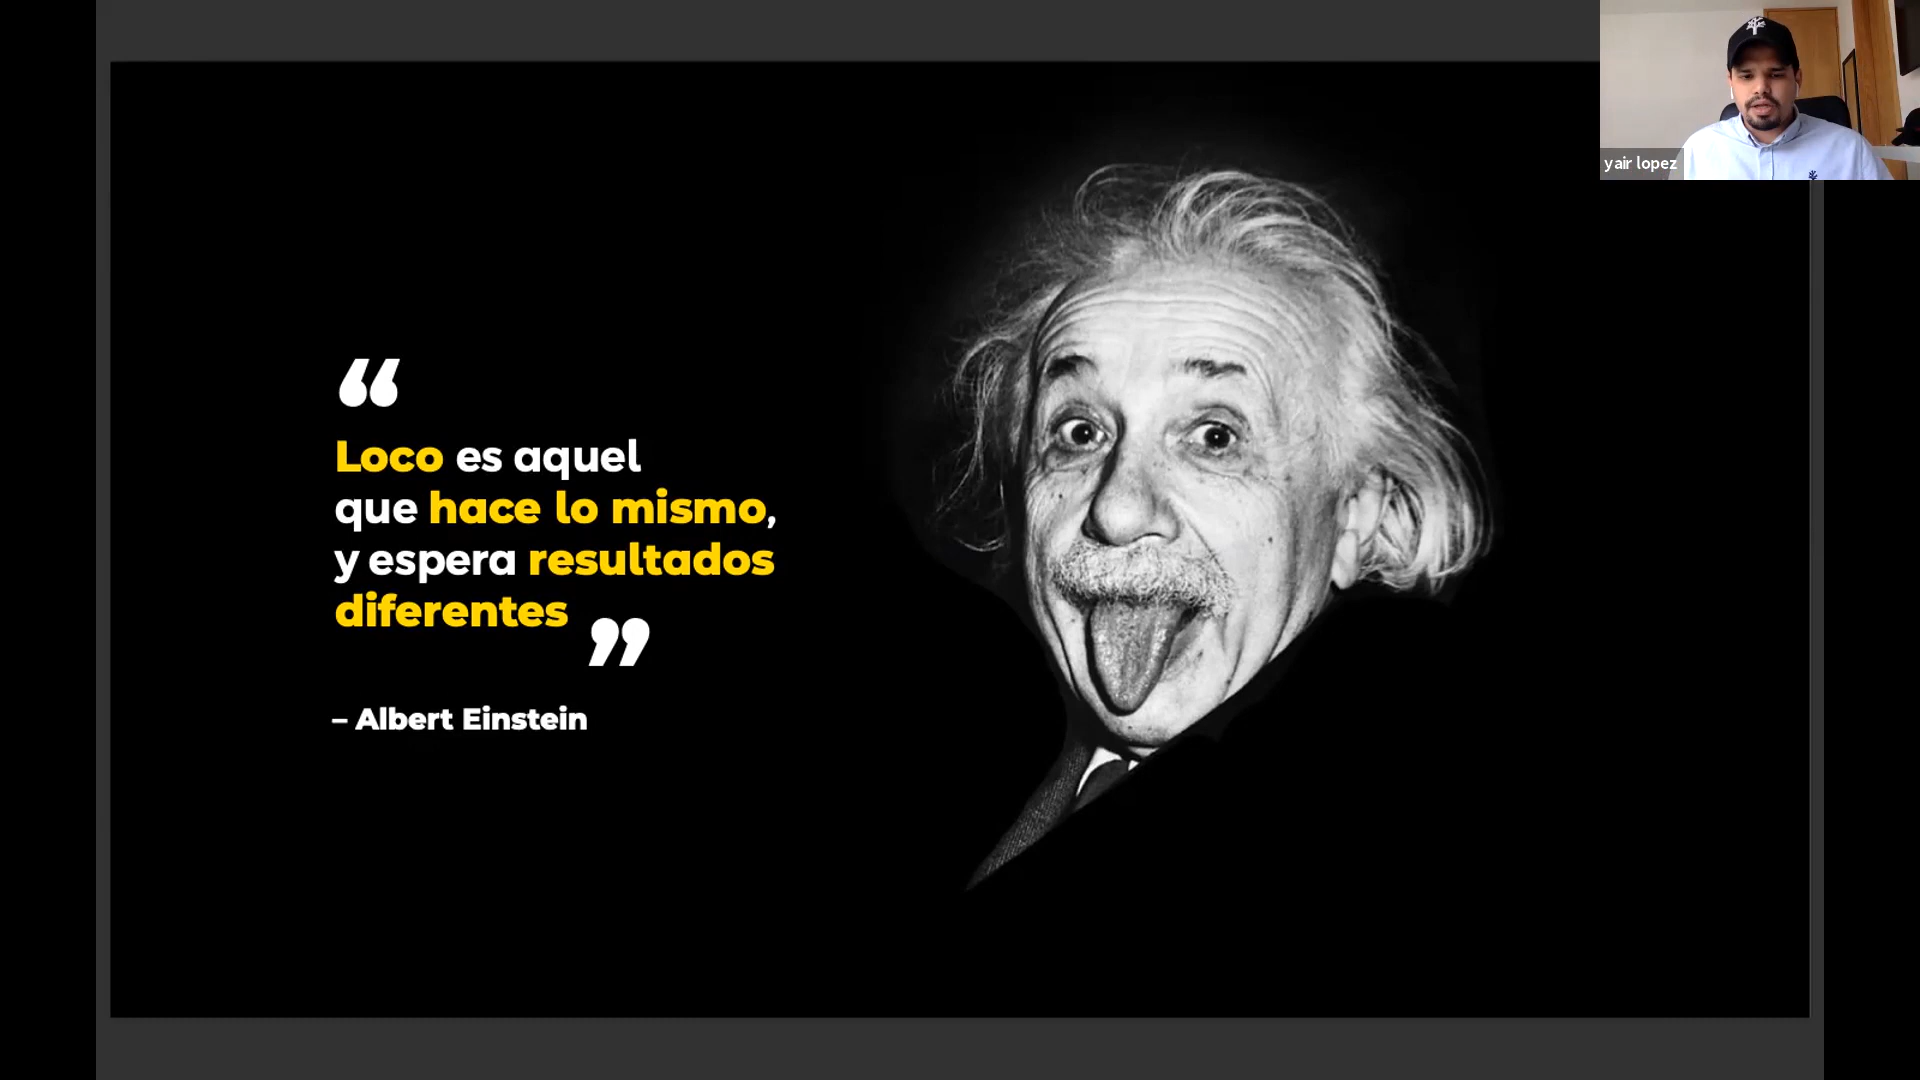 yair lopez
“
Loco es aquel
que hace lo mismo,
y espera resultados
diferentes
”
– Albert Einstein